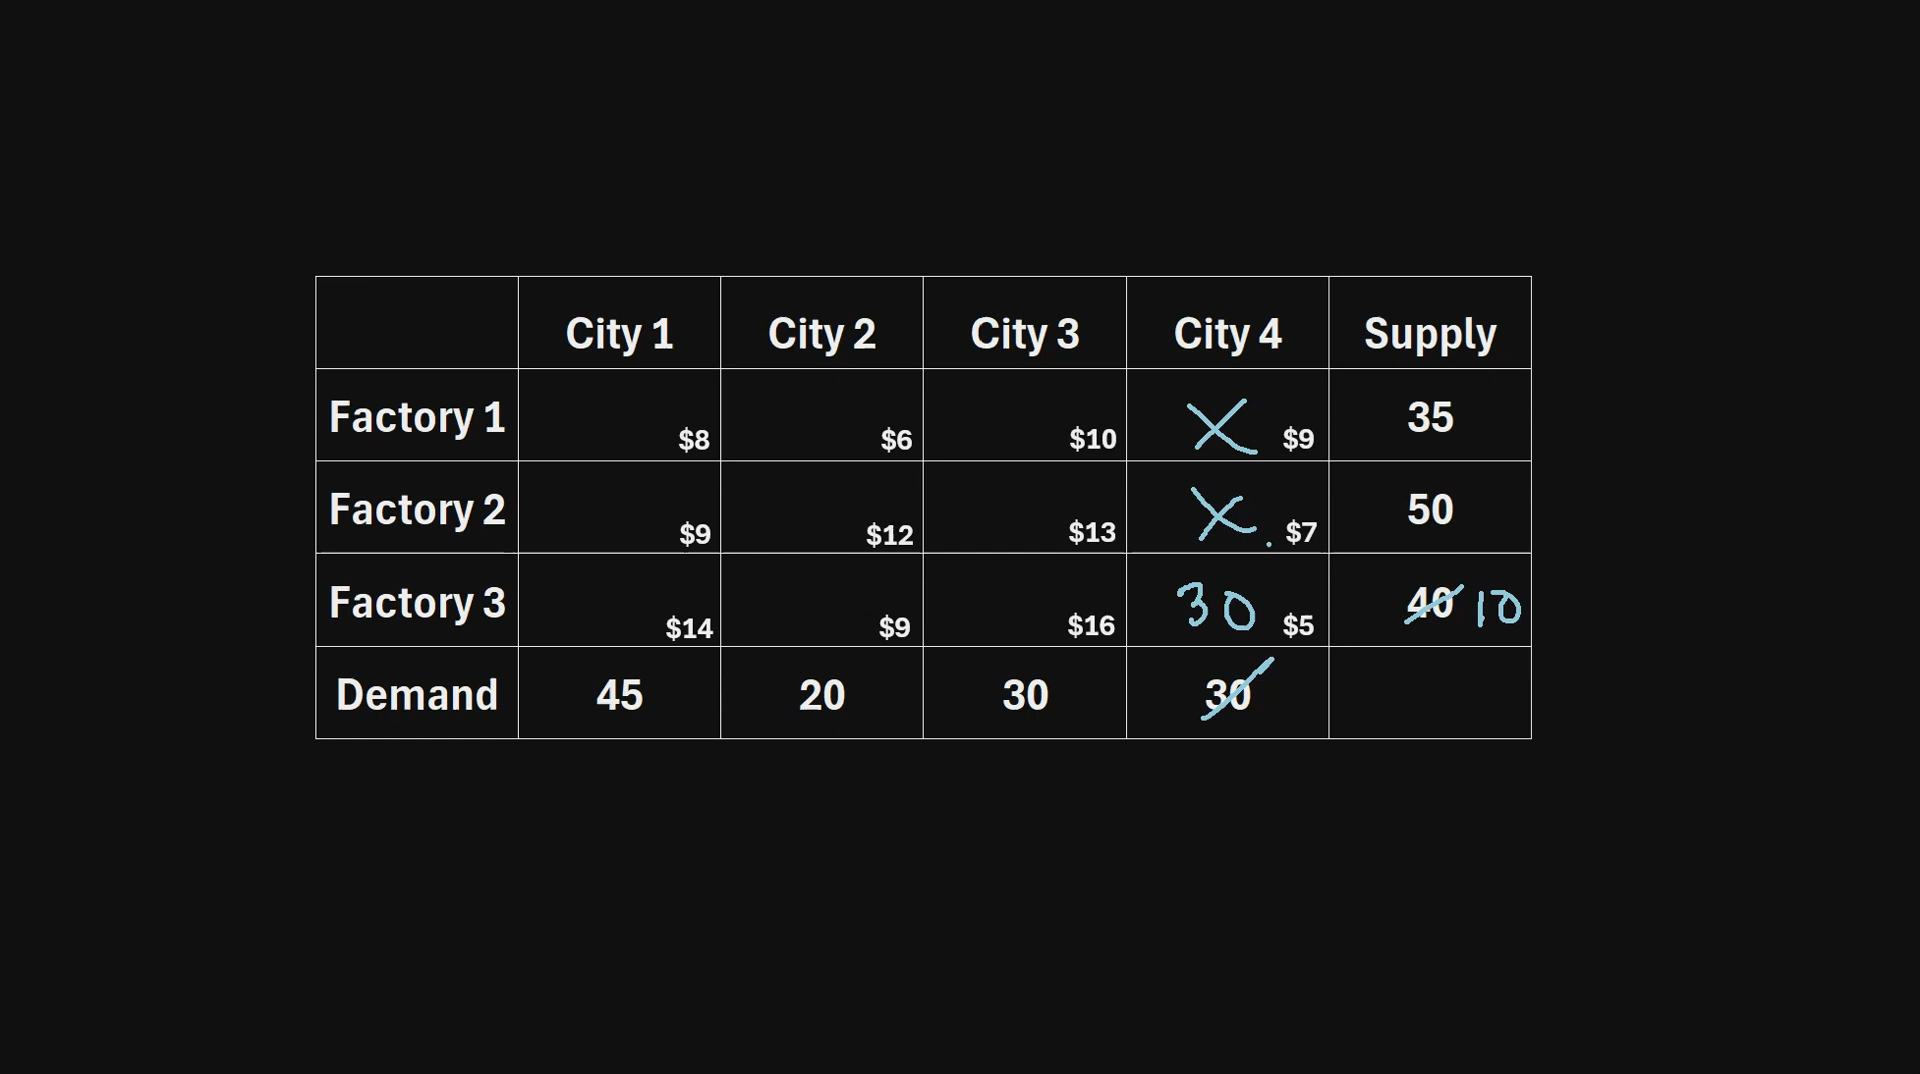 City 1 City 2 City 3 City 4 Supply
Factory 1 $8 $6 $10 X $9 35
Factory 2 $9 $12 $13 X $7 50
Factory 3 $14 $9 $16 30 $5 40 10
Demand 45 20 30 30